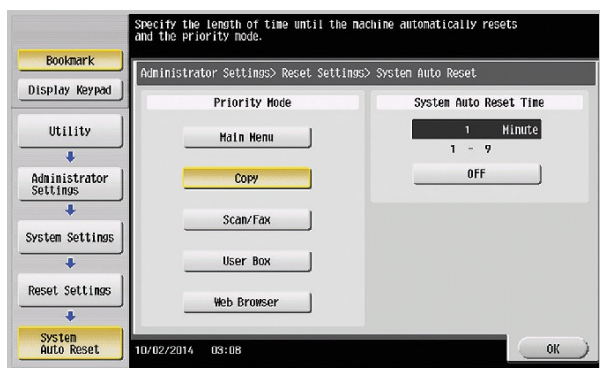 Specify the length of time until the machine automatically resets
and the priority mode.
Bookmark
Display Keypad
Utility
Administrator
Settings
System Settings
Reset Settings
System
Auto Reset
Administrator Settings> Reset Settings> System Auto Reset
Priority Mode
Main Menu
Copy
Scan/Fax
User Box
Web Browser
System Auto Reset Time
1 Minute
1 - 9
OFF
10/02/2014 03:08
OK